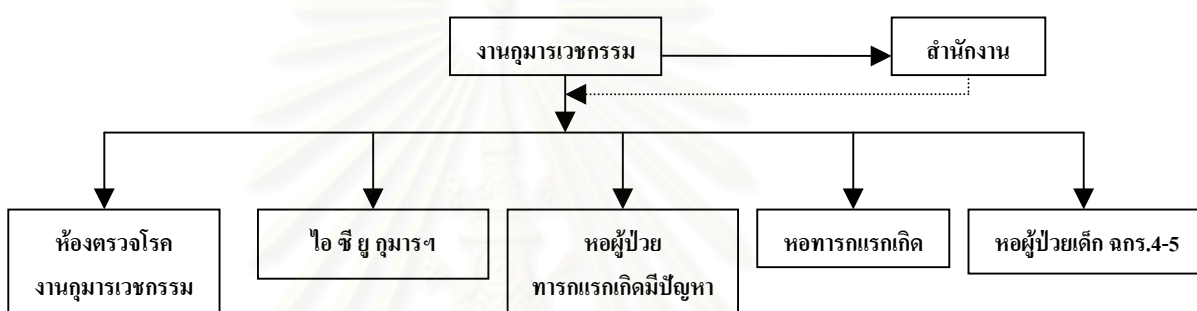 งานกุมารเวชกรรม
สำนักงาน
ห้องตรวจโรค
งานกุมารเวชกรรม
ไอ ซี ยู กุมารฯ
หอผู้ป่วย
ทารกแรกเกิดมีปัญหา
หอทารกแรกเกิด
หอผู้ป่วยเด็ก ฉกร.4-5